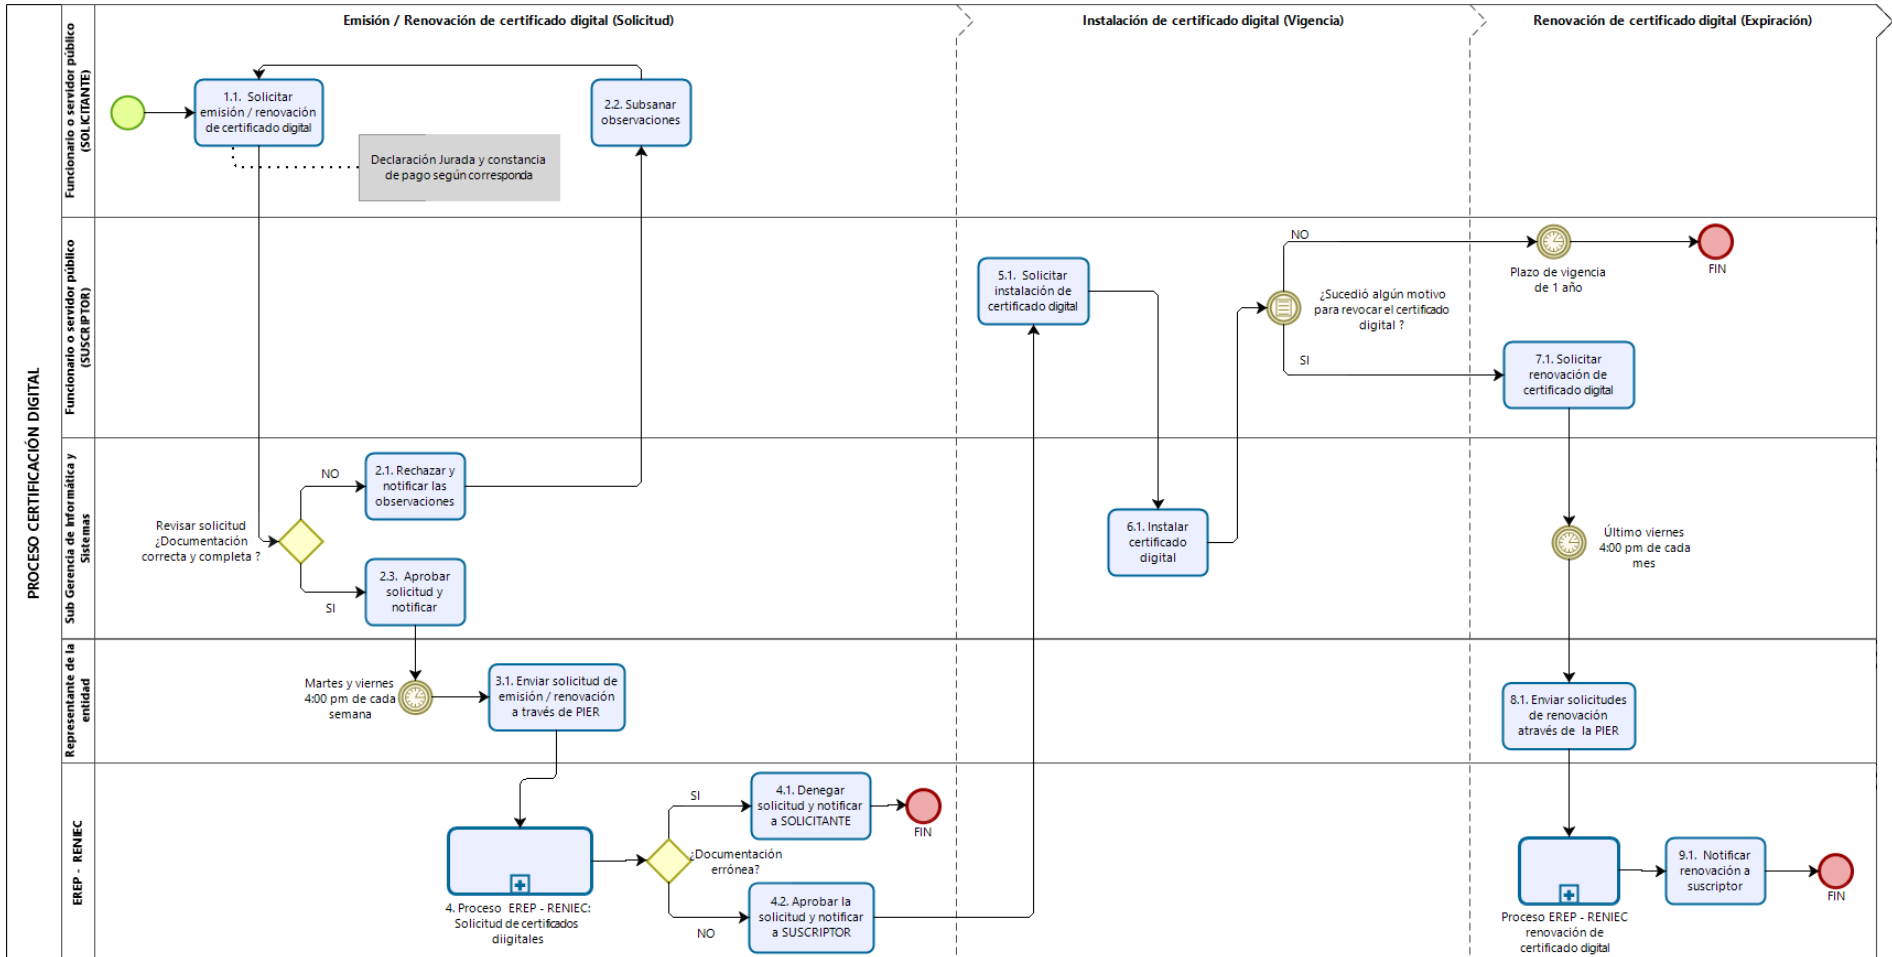 Emisión / Renovación de certificado digital (Solicitud)
Instalación de certificado digital (Vigencia)
Renovación de certificado digital (Expiración)
PROCESO CERTIFICACIÓN DIGITAL
Funcionario o servidor público
(SOLICITANTE)
1.1. Solicitar
emisión / renovación
de certificado digital
2.2. Subsanar
observaciones
Declaración Jurada y constancia
de pago según corresponda
Funcionario o servidor público
(SUSCRIPTOR)
5.1. Solicitar
instalación de
certificado digital
NO
¿Sucedió algún motivo
para revocar el certificado
digital ?
SI
Plazo de vigencia
de 1 año
FIN
7.1. Solicitar
renovación de
certificado digital
Sub Gerencia de Informática y
Sistemas
Revisar solicitud
¿Documentación
correcta y completa ?
NO
2.1. Rechazar y
notificar las
observaciones
SI
2.3. Aprobar
solicitud y
notificar
6.1. Instalar
certificado
digital
Último viernes
4:00 pm de cada
mes
Representante de la
entidad
Martes y viernes
4:00 pm de cada
semana
3.1. Enviar solicitud de
emisión / renovación
a través de PIER
8.1. Enviar solicitudes
de renovación
através de la PIER
EREP - RENIEC
4. Proceso EREP - RENIEC:
Solicitud de certificados
diigitales
¿Documentación
errónea?
SI
4.1. Denegar
solicitud y notificar
a SOLICITANTE
FIN
NO
4.2. Aprobar la
solicitud y notificar
a SUSCRIPTOR
Proceso EREP - RENIEC
renovación de
certificado digital
9.1. Notificar
renovación a
suscriptor
FIN